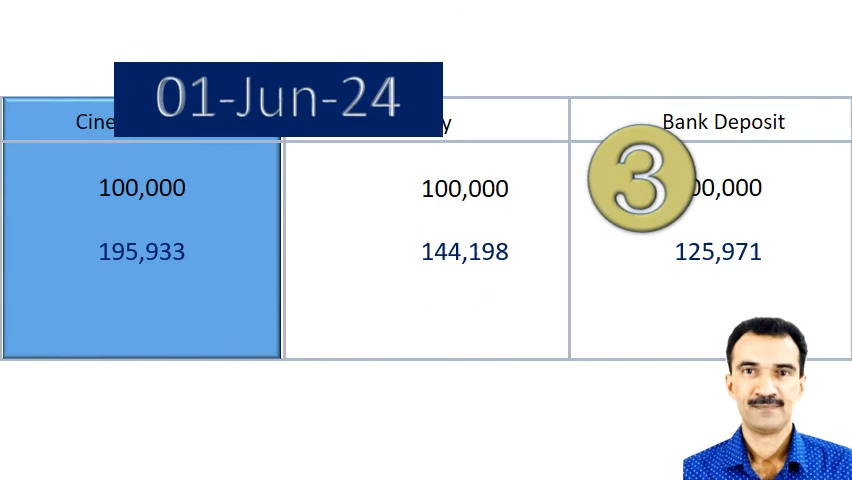 01-Jun-24
Bank Deposit
100,000 100,000
3
195,933 144,198 125,971